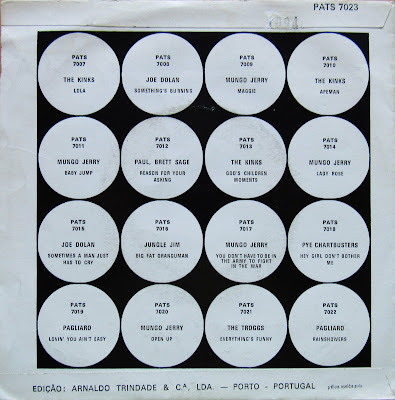 PATS 7023
7024
PATS
7007
THE KINKS
LOLA
PATS
7008
JOE DOLAN
SOMETHING'S BURNING
PATS
7009
MUNGO JERRY
MAGGIE
PATS
7010
THE KINKS
APEMAN
PATS
7011
MUNGO JERRY
BABY JUMP
PATS
7012
PAUL, BRETT SAGE
REASON FOR YOUR
ASKING
PATS
7013
THE KINKS
GOD'S CHILDREN
MOMENTS
PATS
7014
MUNGO JERRY
LADY ROSE
PATS
7015
JOE DOLAN
SOMETIMES A MAN JUST
HAS TO CRY
PATS
7016
JUNGLE JIM
BIG FAT ORANGUMAN
PATS
7017
MUNGO JERRY
YOU DON'T HAVE TO BE IN
THE ARMY TO FIGHT
IN THE WAR
PATS
7018
PYE CHARTBUSTERS
HEY GIRL DON'T BOTHER
ME
PATS
7019
PAGLIARD
LOVIN' YOU AIN'T EASY
PATS
7020
MUNGO JERRY
OPEN UP
PATS
7021
THE TROGGS
EVERYTHING'S FUNNY
PATS
7022
PAGLIARD
RAINSHOWERS
EDIÇÃO: ARNALDO TRINDADE & C.ª, LDA. — PORTO - PORTUGAL